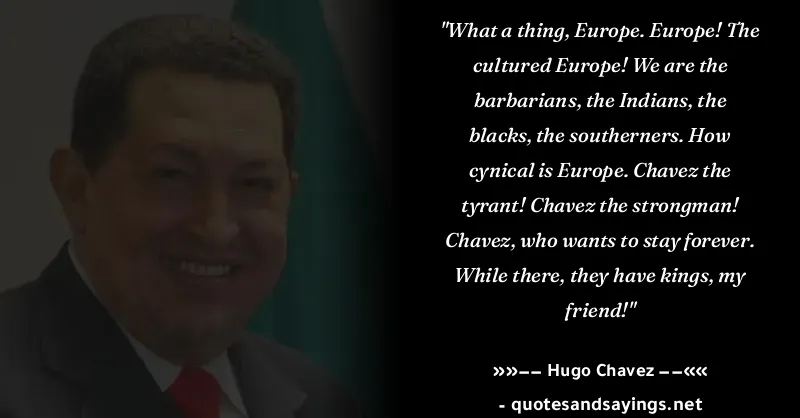 "What a thing, Europe. Europe! The
cultured Europe! We are the
barbarians, the Indians, the
blacks, the southerners. How
cynical is Europe. Chavez the
tyrant! Chavez the strongman!
Chavez, who wants to stay forever.
While there, they have kings, my
friend!"
»»−− Hugo Chavez −−««
- quotesandsayings.net